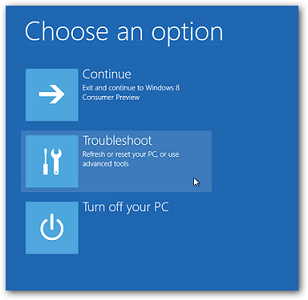 Choose an option
Continue
Exit and continue to Windows 8
Consumer Preview
Troubleshoot
Refresh or reset your PC, or use
advanced tools
Turn off your PC